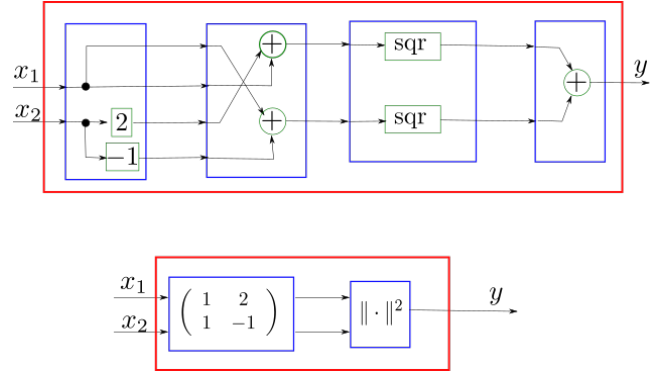 + sqr
x₁ y
+
x₂ 2 + sqr
−1
x₁ ( 1 2 ) y
x₂ ( 1 −1 ) ‖ · ‖²